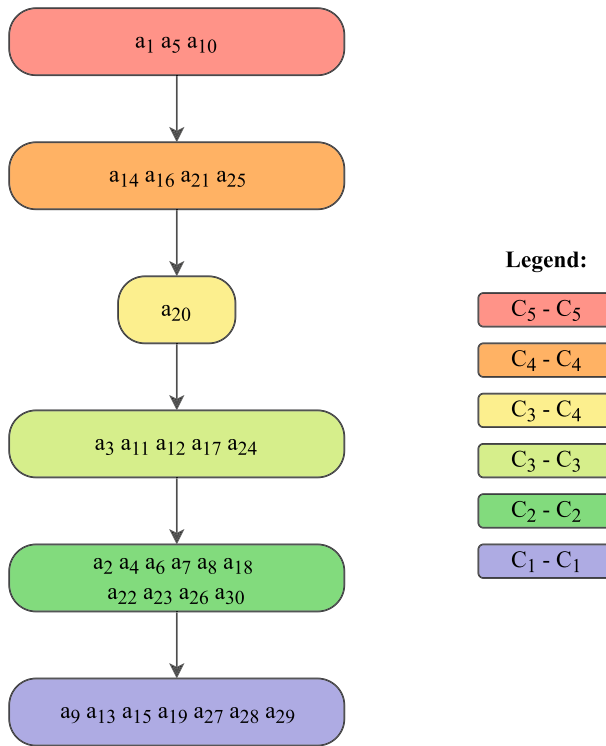 a₁ a₅ a₁₀
a₁₄ a₁₆ a₂₁ a₂₅
a₂₀
a₃ a₁₁ a₁₂ a₁₇ a₂₄
a₂ a₄ a₆ a₇ a₈ a₁₈
a₂₂ a₂₃ a₂₆ a₃₀
a₉ a₁₃ a₁₅ a₁₉ a₂₇ a₂₈ a₂₉
Legend:
C₅ - C₅
C₄ - C₄
C₃ - C₄
C₃ - C₃
C₂ - C₂
C₁ - C₁